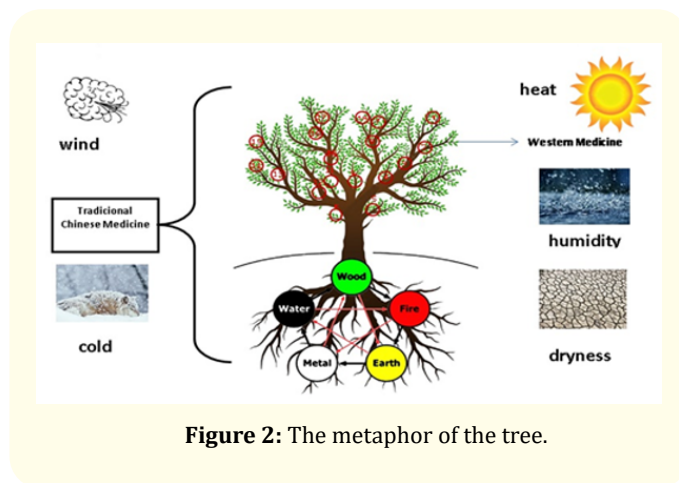 wind
heat
Western Medicine
Tradicional
Chinese Medicine
humidity
cold
dryness
Wood
Water
Fire
Metal
Earth
Figure 2: The metaphor of the tree.